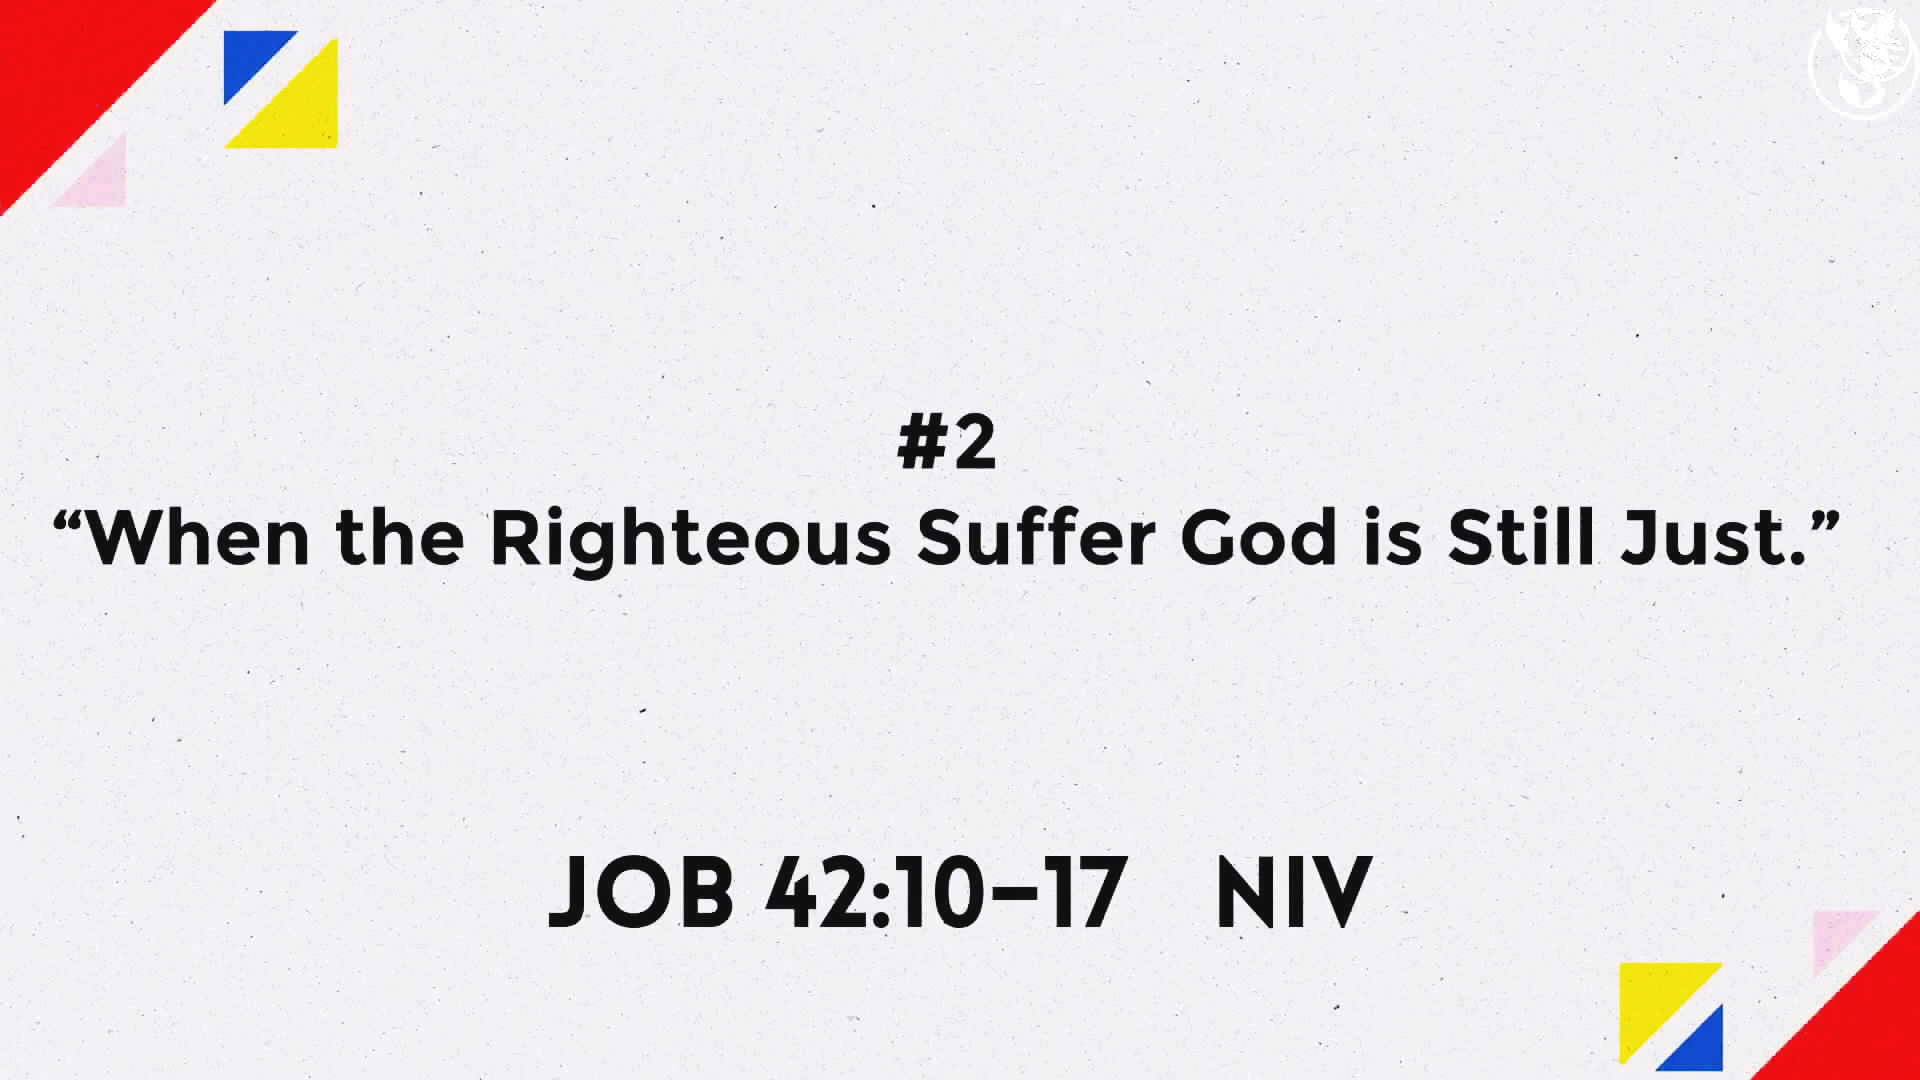 #2
“When the Righteous Suffer God is Still Just.”
JOB 42:10–17 NIV